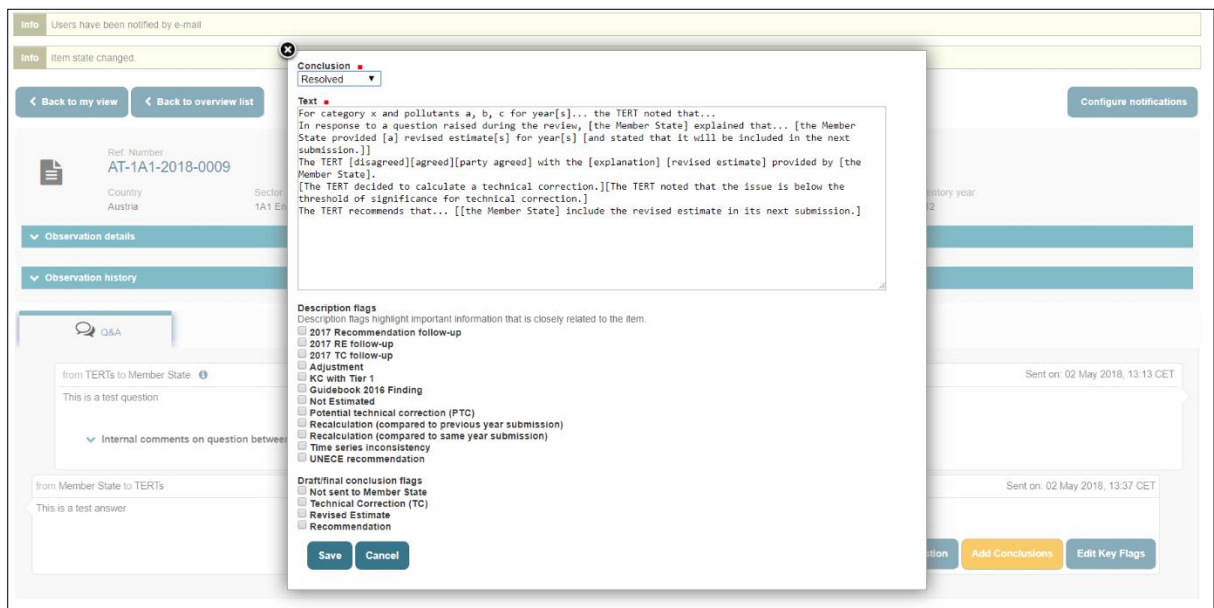 Info Users have been notified by e-mail
Info Item state changed.
Back to my view Back to overview list Configure notifications
Ref. Number
AT-1A1-2018-0009
Country Sector
Austria 1A1 En
entory year
Observation details
Observation history
Q&A
from TERTs to Member State Sent on: 02 May 2018, 13:13 CET
This is a test question
Internal comments on question between
from Member State to TERTs Sent on: 02 May 2018, 13:37 CET
This is a test answer
stion Add Conclusions Edit Key Flags
Conclusion
Resolved
Text
For category x and pollutants a, b, c for year[s]... the TERT noted that...
In response to a question raised during the review, [the Member State] explained that... [the Member
State provided [a] revised estimate[s] for year[s] [and stated that it will be included in the next
submission.]]
The TERT [disagreed][agreed][party agreed] with the [explanation] [revised estimate] provided by [the
Member State].
[The TERT decided to calculate a technical correction.][The TERT noted that the issue is below the
threshold of significance for technical correction.]
The TERT recommends that... [[the Member State] include the revised estimate in its next submission.]
Description flags
Description flags highlight important information that is closely related to the item.
2017 Recommendation follow-up
2017 RE follow-up
2017 TC follow-up
Adjustment
KC with Tier 1
Guidebook 2016 Finding
Not Estimated
Potential technical correction (PTC)
Recalculation (compared to previous year submission)
Recalculation (compared to same year submission)
Time series inconsistency
UNECE recommendation
Draft/final conclusion flags
Not sent to Member State
Technical Correction (TC)
Revised Estimate
Recommendation
Save Cancel